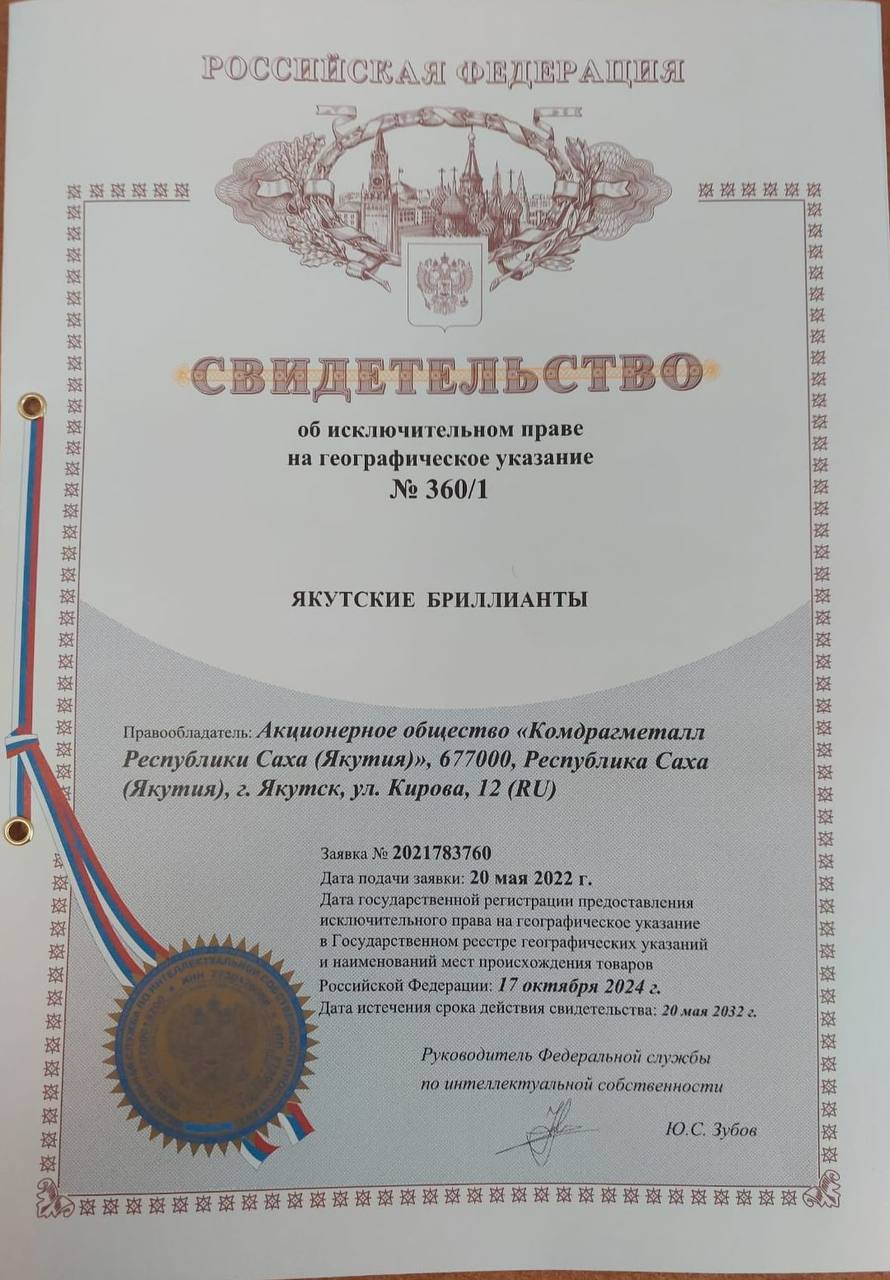 РОССИЙСКАЯ ФЕДЕРАЦИЯ
СВИДЕТЕЛЬСТВО
об исключительном праве
на географическое указание
№ 360/1
ЯКУТСКИЕ БРИЛЛИАНТЫ
Правообладатель: Акционерное общество «Комдрагметалл
Республики Саха (Якутия)», 677000, Республика Саха
(Якутия), г. Якутск, ул. Кирова, 12 (RU)
Заявка № 2021783760
Дата подачи заявки: 20 мая 2022 г.
Дата государственной регистрации предоставления
исключительного права на географическое указание
в Государственном реестре географических указаний
и наименований мест происхождения товаров
Российской Федерации: 17 октября 2024 г.
Дата истечения срока действия свидетельства: 20 мая 2032 г.
Руководитель Федеральной службы
по интеллектуальной собственности
Ю.С. Зубов